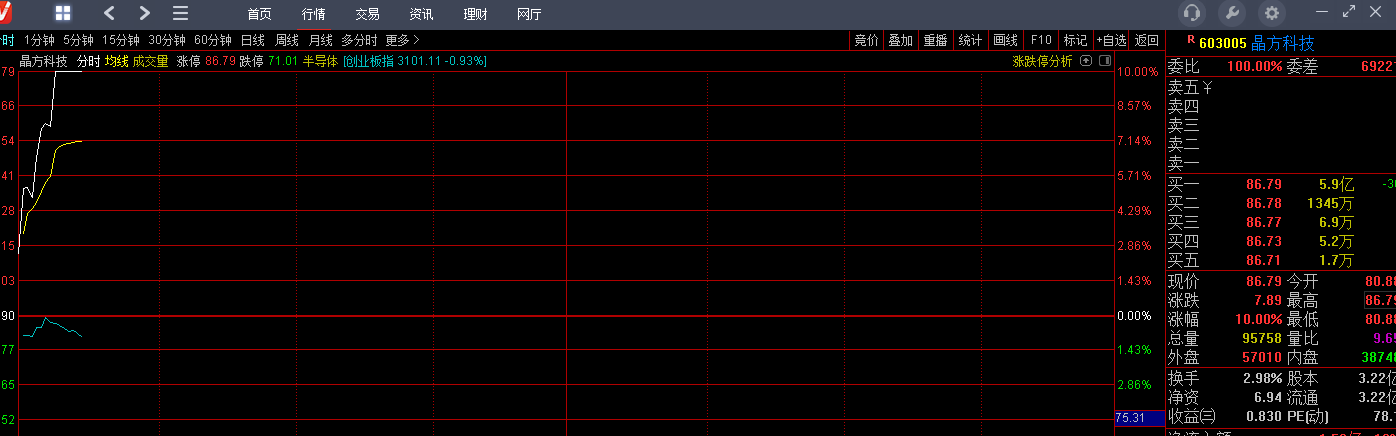 首页 行情 交易 资讯 理财 网厅
时 1分钟 5分钟 15分钟 30分钟 60分钟 日线 周线 月线 多分时 更多 竞价 叠加 重播 统计 画线 F10 标记 +自选 返回
R 603005 晶方科技
晶方科技 分时 均线 成交量 涨停 86.79 跌停 71.01 半导体 [创业板指 3101.11 -0.93%] 涨跌停分析
79 10.00%
66 8.57%
54 7.14%
41 5.71%
28 4.29%
15 2.86%
03 1.43%
90 0.00%
77 1.43%
65 2.86%
52 75.31
委比 100.00% 委差 6922
卖五 ¥
卖四
卖三
卖二
卖一
买一 86.79 5.9亿 -3
买二 86.78 1345万
买三 86.77 6.9万
买四 86.73 5.2万
买五 86.71 1.7万
现价 86.79 今开 80.88
涨跌 7.89 最高 86.79
涨幅 10.00% 最低 80.88
总量 95758 量比 9.65
外盘 57010 内盘 38748
换手 2.98% 股本 3.22亿
净资 6.94 流通 3.22亿
收益㈢ 0.830 PE(动) 78.